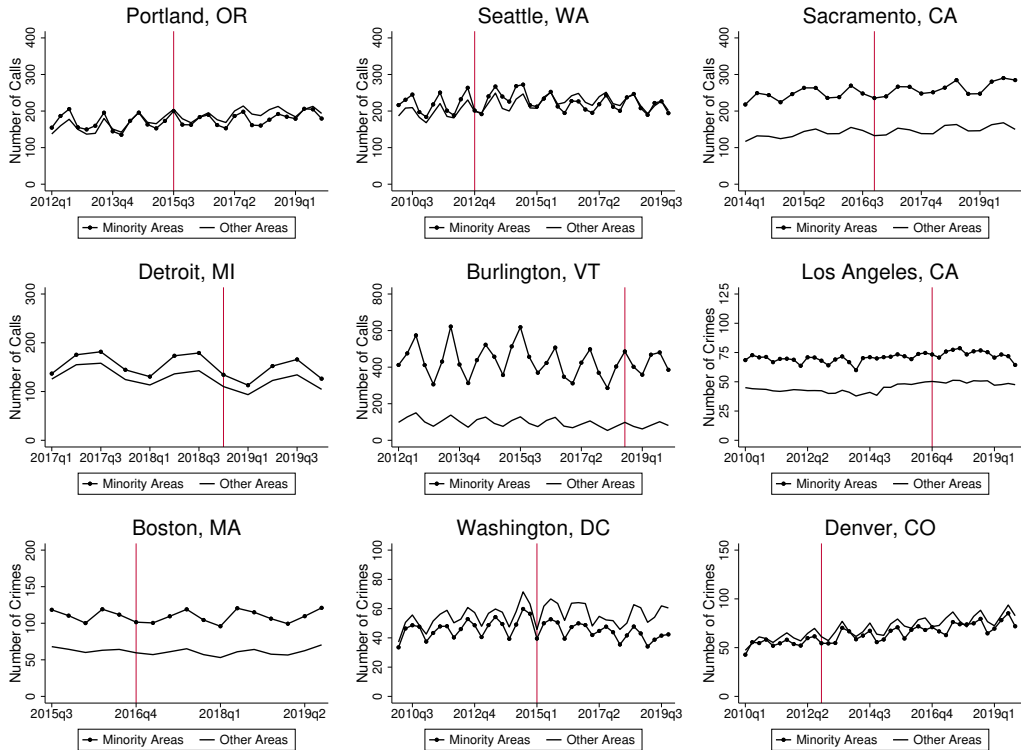 Portland, OR
Number of Calls
400
300
200
100
0
2012q1 2013q4 2015q3 2017q2 2019q1
Minority Areas Other Areas
Seattle, WA
Number of Calls
400
300
200
100
0
2010q3 2012q4 2015q1 2017q2 2019q3
Minority Areas Other Areas
Sacramento, CA
Number of Calls
400
300
200
100
0
2014q1 2015q2 2016q3 2017q4 2019q1
Minority Areas Other Areas
Detroit, MI
Number of Calls
300
200
100
0
2017q1 2017q3 2018q1 2018q3 2019q1 2019q3
Minority Areas Other Areas
Burlington, VT
Number of Calls
800
600
400
200
0
2012q1 2013q4 2015q3 2017q2 2019q1
Minority Areas Other Areas
Los Angeles, CA
Number of Crimes
125
100
75
50
25
0
2010q1 2012q2 2014q3 2016q4 2019q1
Minority Areas Other Areas
Boston, MA
Number of Crimes
200
150
100
50
0
2015q3 2016q4 2018q1 2019q2
Minority Areas Other Areas
Washington, DC
Number of Crimes
100
80
60
40
20
0
2010q3 2012q4 2015q1 2017q2 2019q3
Minority Areas Other Areas
Denver, CO
Number of Crimes
150
100
50
0
2010q1 2012q2 2014q3 2016q4 2019q1
Minority Areas Other Areas